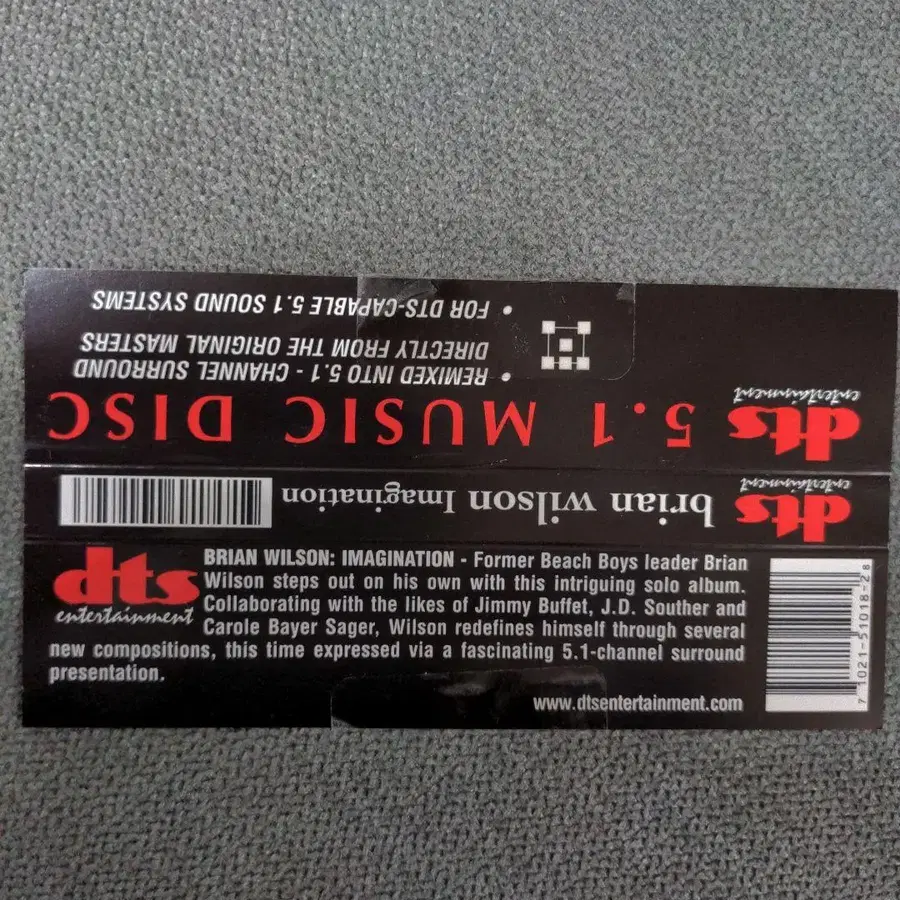 dts
entertainment
5.1 MUSIC DISC
• REMIXED INTO 5.1 - CHANNEL SURROUND
DIRECTLY FROM THE ORIGINAL MASTERS
• FOR DTS-CAPABLE 5.1 SOUND SYSTEMS
dts
entertainment
brian wilson Imagination
dts
entertainment
BRIAN WILSON: IMAGINATION - Former Beach Boys leader Brian
Wilson steps out on his own with this intriguing solo album.
Collaborating with the likes of Jimmy Buffet, J.D. Souther and
Carole Bayer Sager, Wilson redefines himself through several
new compositions, this time expressed via a fascinating 5.1-channel surround
presentation.
www.dtsentertainment.com
7 1021-51018-2 8